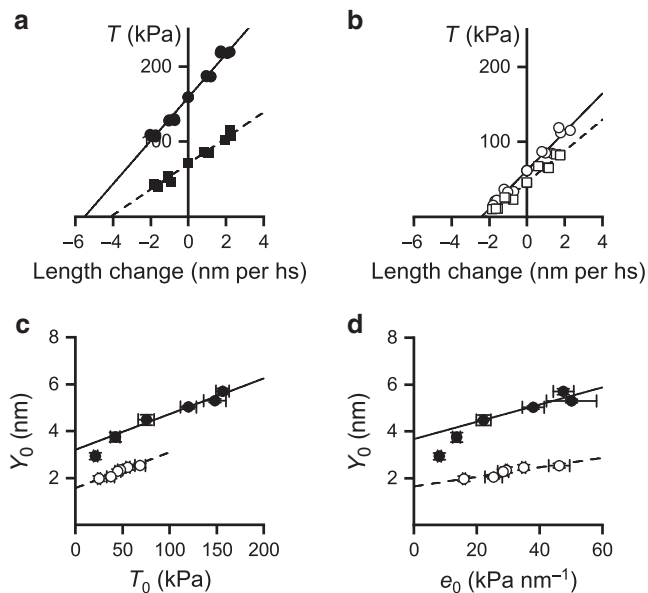 a
T (kPa)
200
100
−6 −4 −2 0 2 4
Length change (nm per hs)
b
T (kPa)
200
100
−6 −4 −2 0 2 4
Length change (nm per hs)
c
8
6
4
2
Y₀ (nm)
0 50 100 150 200
T₀ (kPa)
d
8
6
4
2
Y₀ (nm)
0 20 40 60
e₀ (kPa nm⁻¹)